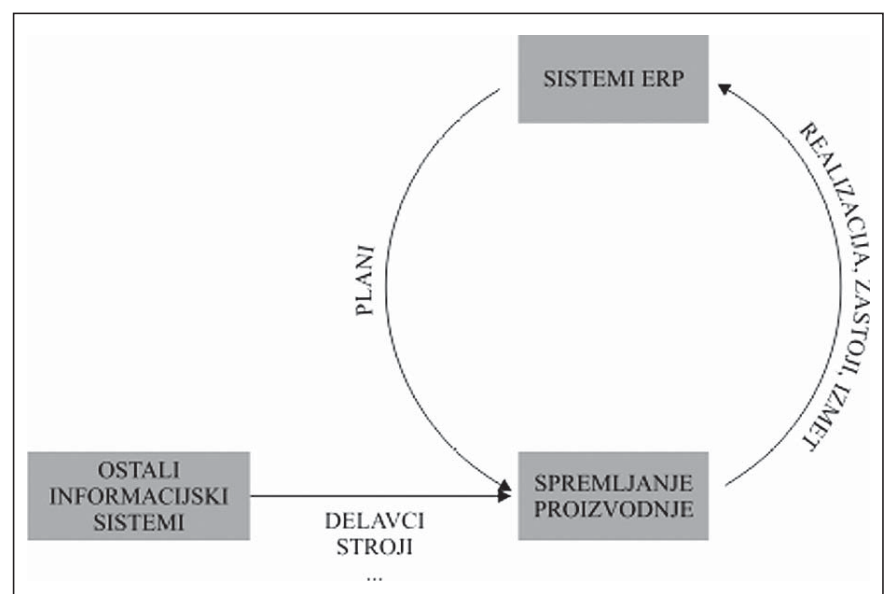 SISTEMI ERP
PLANI
REALIZACIJA, ZASTOJI, IZMET
OSTALI
INFORMACIJSKI
SISTEMI
DELAVCI
STROJI
...
SPREMLJANJE
PROIZVODNJE